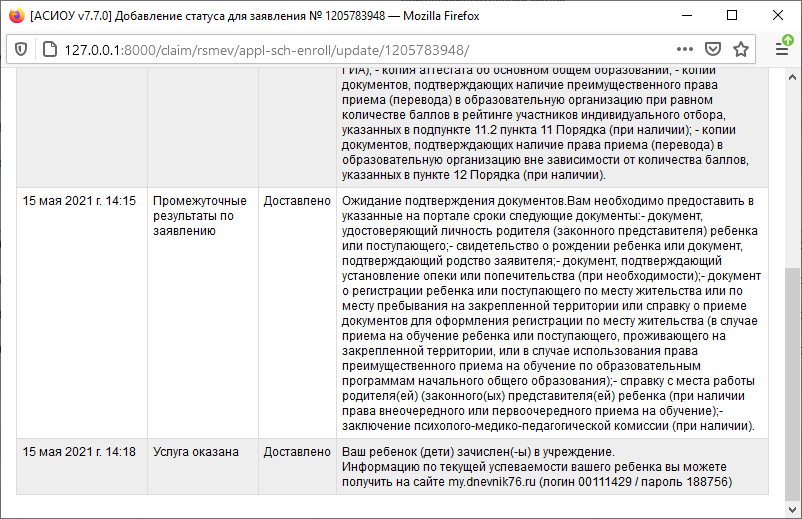 [АСИОУ v7.7.0] Добавление статуса для заявления № 1205783948 — Mozilla Firefox
127.0.0.1:8000/claim/rsmev/appl-sch-enroll/update/1205783948/
ГИА); - копия аттестата об основном общем образовании; - копии
документов, подтверждающих наличие преимущественного права
приема (перевода) в образовательную организацию при равном
количестве баллов в рейтинге участников индивидуального отбора,
указанных в подпункте 11.2 пункта 11 Порядка (при наличии); - копии
документов, подтверждающих наличие права приема (перевода) в
образовательную организацию вне зависимости от количества баллов,
указанных в пункте 12 Порядка (при наличии).
15 мая 2021 г. 14:15
Промежуточные
результаты по
заявлению
Доставлено
Ожидание подтверждения документов.Вам необходимо предоставить в
указанные на портале сроки следующие документы:- документ,
удостоверяющий личность родителя (законного представителя) ребенка
или поступающего;- свидетельство о рождении ребенка или документ,
подтверждающий родство заявителя;- документ, подтверждающий
установление опеки или попечительства (при необходимости);- документ
о регистрации ребенка или поступающего по месту жительства или по
месту пребывания на закрепленной территории или справку о приеме
документов для оформления регистрации по месту жительства (в случае
приема на обучение ребенка или поступающего, проживающего на
закрепленной территории, или в случае использования права
преимущественного приема на обучение по образовательным
программам начального общего образования);- справку с места работы
родителя(ей) (законного(ых) представителя(ей) ребенка (при наличии
права внеочередного или первоочередного приема на обучение);-
заключение психолого-медико-педагогической комиссии (при наличии).
15 мая 2021 г. 14:18
Услуга оказана
Доставлено
Ваш ребенок (дети) зачислен(-ы) в учреждение.
Информацию по текущей успеваемости вашего ребенка вы можете
получить на сайте my.dnevnik76.ru (логин 00111429 / пароль 188756)